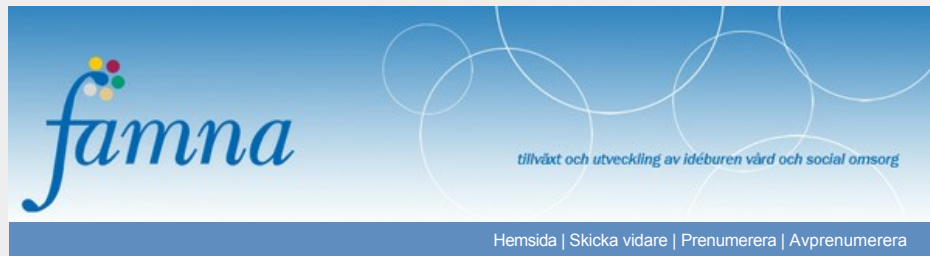 famna
tillväxt och utveckling av idéburen vård och social omsorg
Hemsida | Skicka vidare | Prenumerera | Avprenumerera